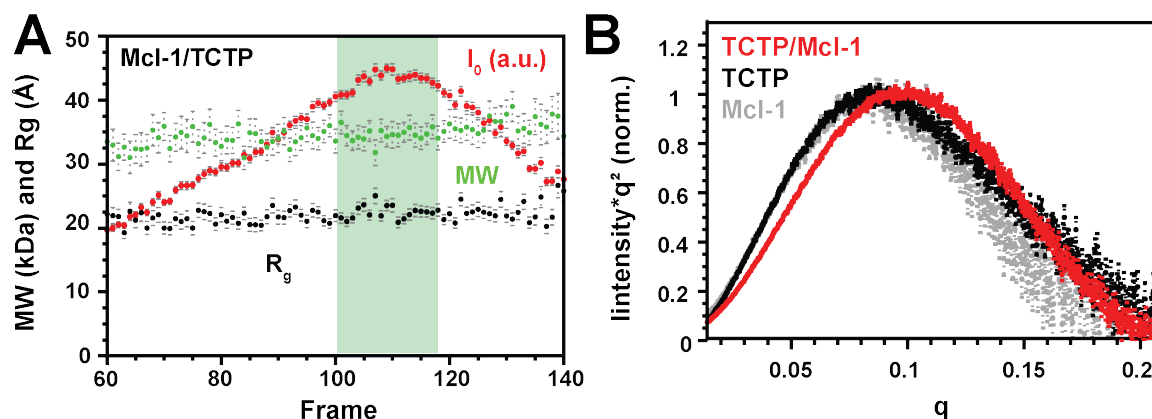 A
Mcl-1/TCTP
I₀ (a.u.)
MW
Rg
MW (kDa) and Rg (Å)
50
40
30
20
10
0
60
80
100
120
140
Frame
B
TCTP/Mcl-1
TCTP
Mcl-1
Iintensity*q² (norm.)
1.2
1
0.8
0.6
0.4
0.2
0
0.05
0.1
0.15
0.2
q